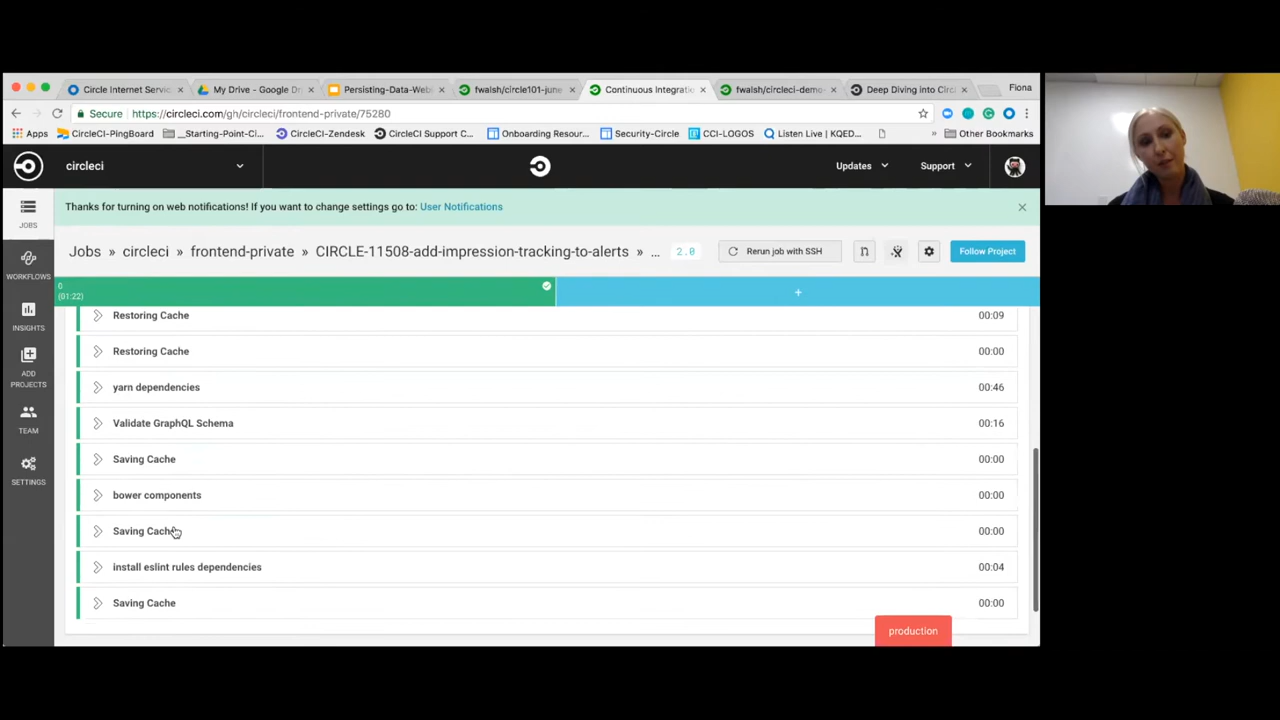 Circle Internet Servic
My Drive - Google Dri
Persisting-Data-Webi
fwalsh/circle101-june
Continuous Integratio
fwalsh/circleci-demo-
Deep Diving into Circ
Fiona
Secure https://circleci.com/gh/circleci/frontend-private/75280
Apps CircleCI-PingBoard __Starting-Point-Ci... CircleCI-Zendesk CircleCI Support C... Onboarding Resour... Security-Circle CCI-LOGOS Listen Live | KQED... » Other Bookmarks
circleci
Updates
Support
JOBS
Thanks for turning on web notifications! If you want to change settings go to: User Notifications
Jobs » circleci » frontend-private » CIRCLE-11508-add-impression-tracking-to-alerts » ... 2.0
Rerun job with SSH
Follow Project
WORKFLOWS
0
(01:22)
+
INSIGHTS
Restoring Cache 00:09
Restoring Cache 00:00
ADD
PROJECTS
yarn dependencies 00:46
TEAM
Validate GraphQL Schema 00:16
Saving Cache 00:00
SETTINGS
bower components 00:00
Saving Cache 00:00
install eslint rules dependencies 00:04
Saving Cache 00:00
production